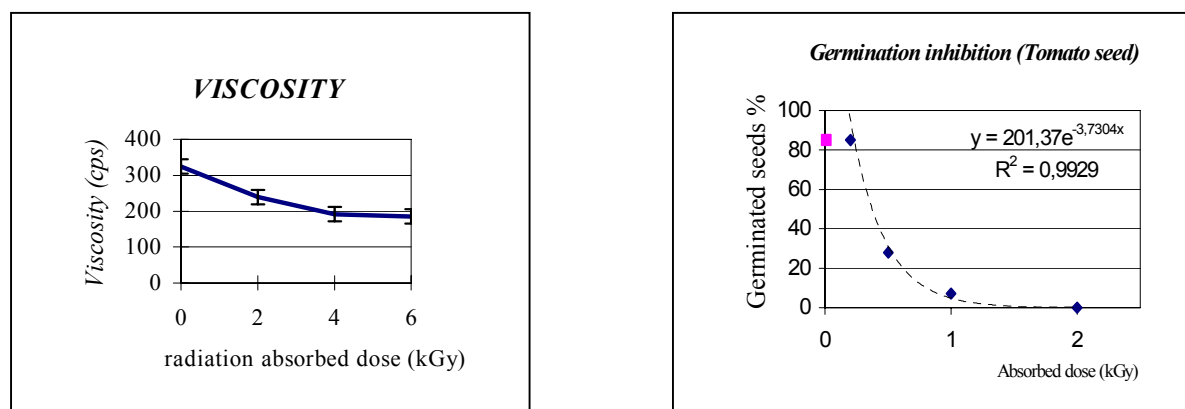 VISCOSITY
400
300
200
100
0
Viscosity (cps)
0 2 4 6
radiation absorbed dose (kGy)
Germination inhibition (Tomato seed)
100
80
60
40
20
0
Germinated seeds %
y = 201,37e^-3,7304x
R² = 0,9929
0 1 2
Absorbed dose (kGy)